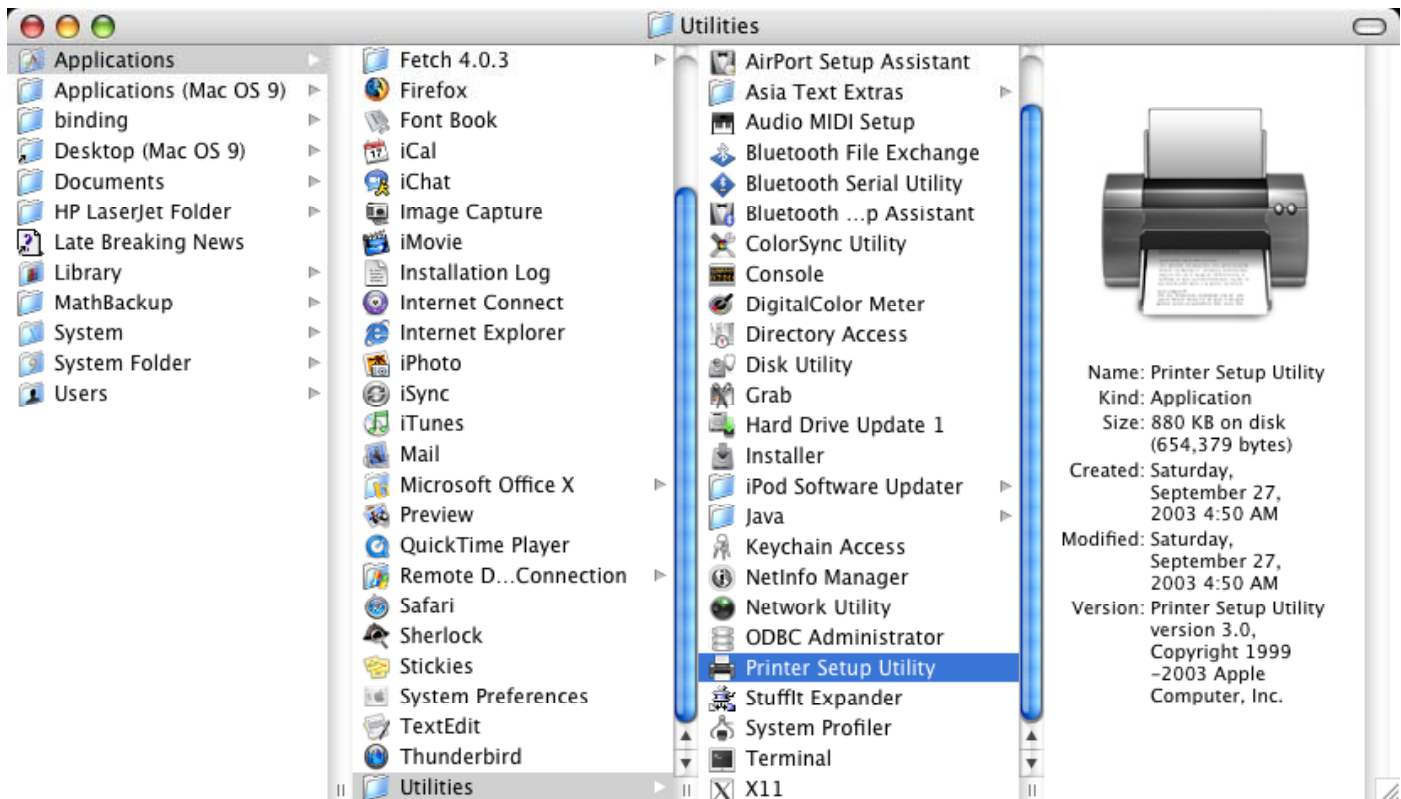 Utilities
Applications
Applications (Mac OS 9)
binding
Desktop (Mac OS 9)
Documents
HP LaserJet Folder
Late Breaking News
Library
MathBackup
System
System Folder
Users
Fetch 4.0.3
Firefox
Font Book
iCal
iChat
Image Capture
iMovie
Installation Log
Internet Connect
Internet Explorer
iPhoto
iSync
iTunes
Mail
Microsoft Office X
Preview
QuickTime Player
Remote D...Connection
Safari
Sherlock
Stickies
System Preferences
TextEdit
Thunderbird
Utilities
AirPort Setup Assistant
Asia Text Extras
Audio MIDI Setup
Bluetooth File Exchange
Bluetooth Serial Utility
Bluetooth ...p Assistant
ColorSync Utility
Console
DigitalColor Meter
Directory Access
Disk Utility
Grab
Hard Drive Update 1
Installer
iPod Software Updater
Java
Keychain Access
NetInfo Manager
Network Utility
ODBC Administrator
Printer Setup Utility
StuffIt Expander
System Profiler
Terminal
X11
Name: Printer Setup Utility
Kind: Application
Size: 880 KB on disk
(654,379 bytes)
Created: Saturday,
September 27,
2003 4:50 AM
Modified: Saturday,
September 27,
2003 4:50 AM
Version: Printer Setup Utility
version 3.0,
Copyright 1999
-2003 Apple
Computer, Inc.